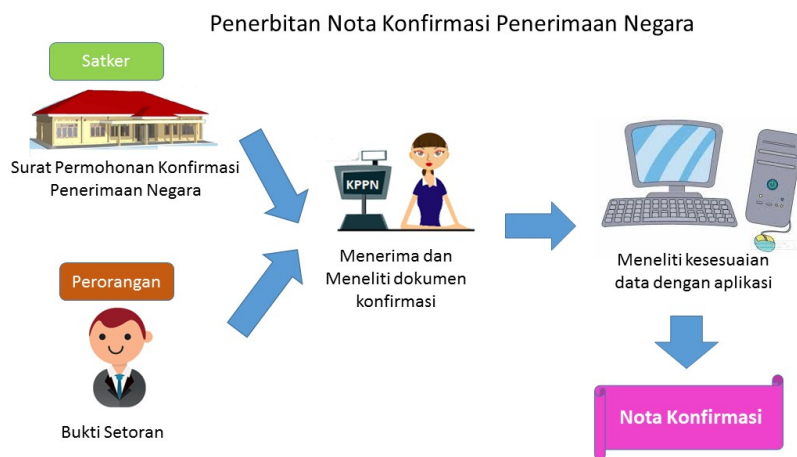 Penerbitan Nota Konfirmasi Penerimaan Negara
Satker
Surat Permohonan Konfirmasi
Penerimaan Negara
KPPN
Menerima dan
Meneliti dokumen
konfirmasi
Meneliti kesesuaian
data dengan aplikasi
Perorangan
Bukti Setoran
Nota Konfirmasi